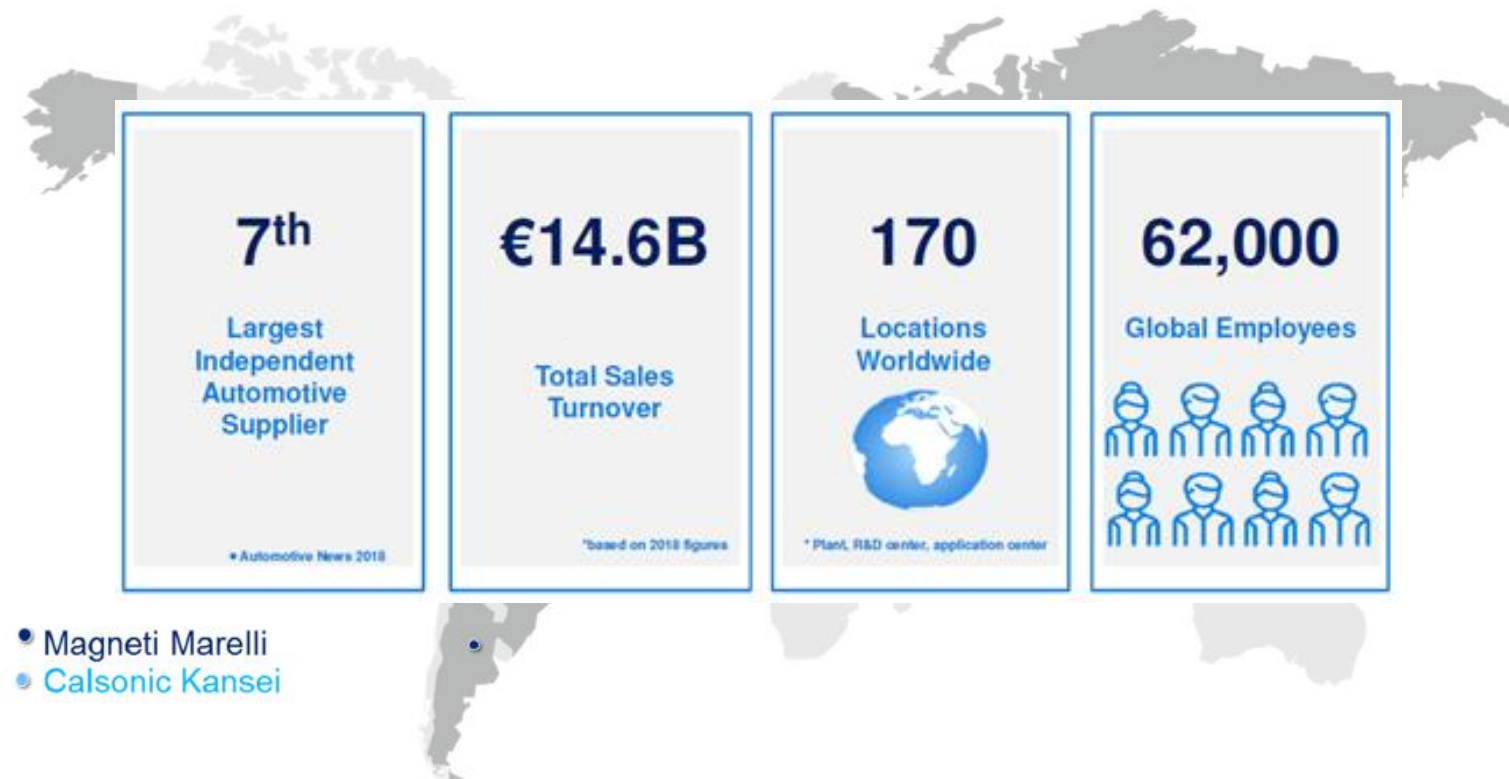 7th
Largest
Independent
Automotive
Supplier
• Automotive News 2018
€14.6B
Total Sales
Turnover
*based on 2018 figures
170
Locations
Worldwide
* Plant, R&D center, application center
62,000
Global Employees
• Magneti Marelli
• Calsonic Kansei